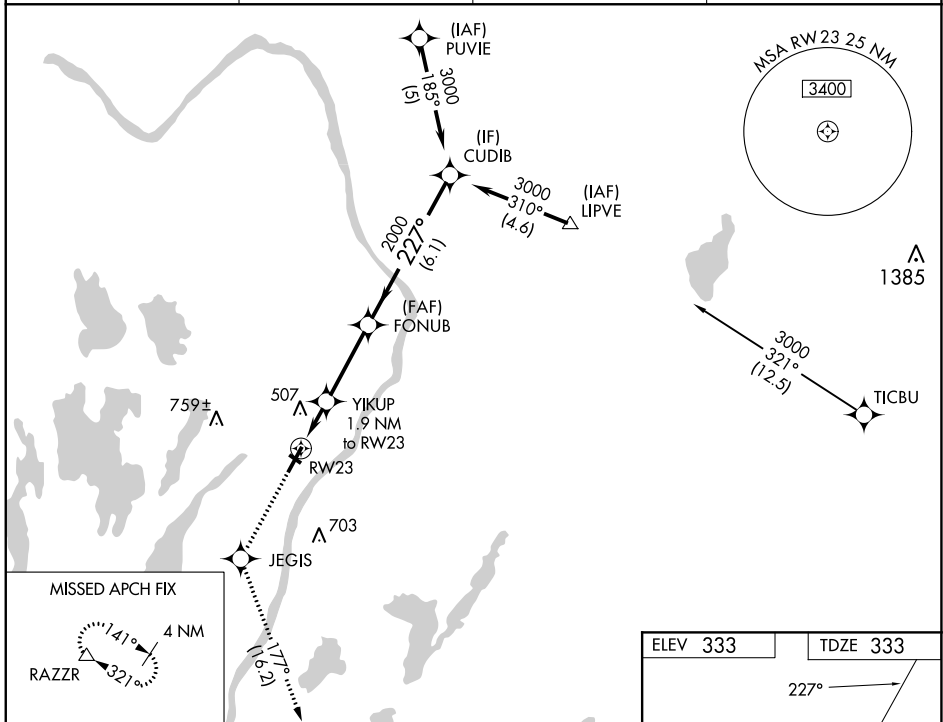 (IAF)
PUVIE
3000
185°
(5)
(IF)
CUDIB
3000
310°
(4.6)
(IAF)
LIPVE
MSA RW23 25 NM
3400
1385
2000
227°
(6.1)
(FAF)
FONUB
3000
321°
(12.5)
TICBU
759±
507
YIKUP
1.9 NM
to RW23
RW23
703
JEGIS
177°
(16.2)
MISSED APCH FIX
141°
4 NM
RAZZR
321°
ELEV 333
TDZE 333
227°